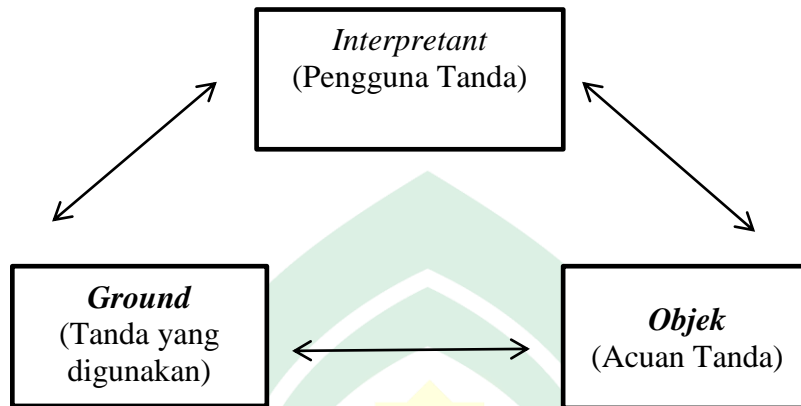 Interpretant
(Pengguna Tanda)
Ground
(Tanda yang
digunakan)
Objek
(Acuan Tanda)